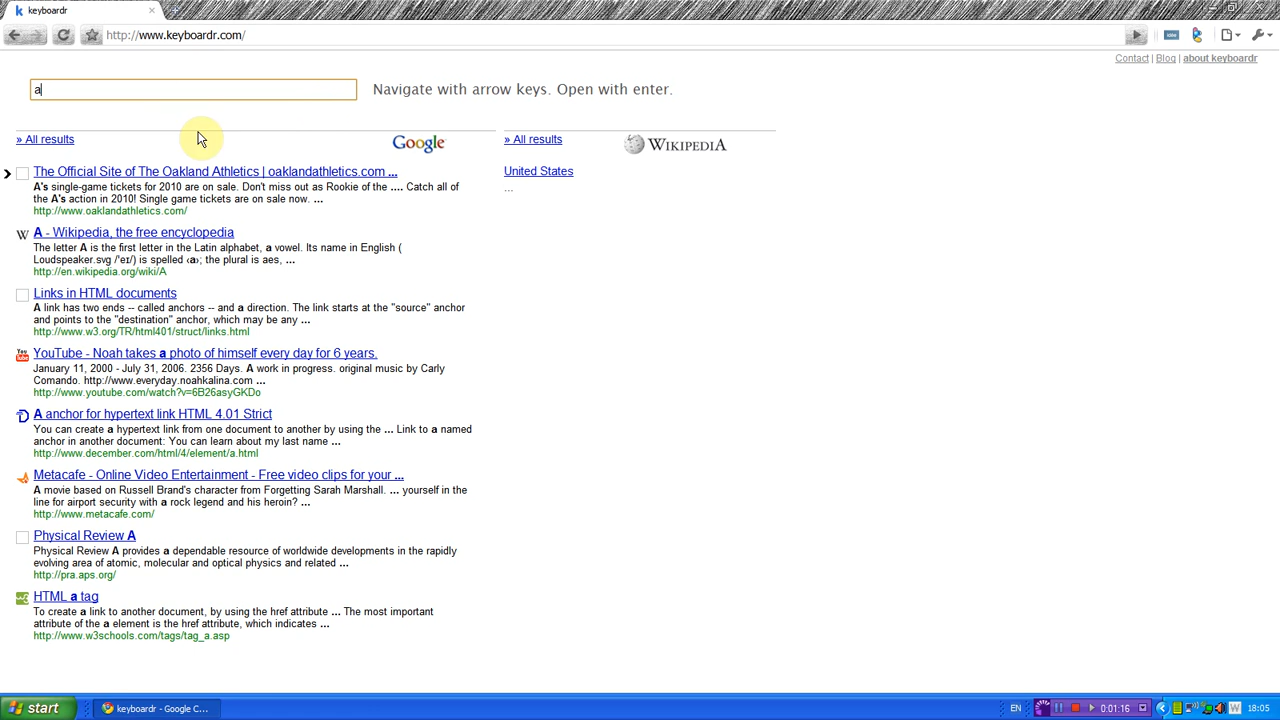 keyboardr
http://www.keyboardr.com/
Contact | Blog | about keyboardr
a
Navigate with arrow keys. Open with enter.
» All results
Google
The Official Site of The Oakland Athletics | oaklandathletics.com ...
A's single-game tickets for 2010 are on sale. Don't miss out as Rookie of the .... Catch all of
the A's action in 2010! Single game tickets are on sale now. ...
http://www.oaklandathletics.com/
W
A - Wikipedia, the free encyclopedia
The letter A is the first letter in the Latin alphabet, a vowel. Its name in English (
Loudspeaker.svg /'eɪ/) is spelled ‹a›; the plural is aes, ...
http://en.wikipedia.org/wiki/A
Links in HTML documents
A link has two ends -- called anchors -- and a direction. The link starts at the "source" anchor
and points to the "destination" anchor, which may be any ...
http://www.w3.org/TR/html401/struct/links.html
You Tube
YouTube - Noah takes a photo of himself every day for 6 years.
January 11, 2000 - July 31, 2006. 2356 Days. A work in progress. original music by Carly
Comando. http://www.everyday.noahkalina.com ...
http://www.youtube.com/watch?v=6B26asyGKDo
A anchor for hypertext link HTML 4.01 Strict
You can create a hypertext link from one document to another by using the ... Link to a named
anchor in another document: You can learn about my last name ...
http://www.december.com/html/4/element/a.html
Metacafe - Online Video Entertainment - Free video clips for your ...
A movie based on Russell Brand's character from Forgetting Sarah Marshall. ... yourself in the
line for airport security with a rock legend and his heroin? ...
http://www.metacafe.com/
Physical Review A
Physical Review A provides a dependable resource of worldwide developments in the rapidly
evolving area of atomic, molecular and optical physics and related ...
http://pra.aps.org/
HTML a tag
To create a link to another document, by using the href attribute ... The most important
attribute of the a element is the href attribute, which indicates ...
http://www.w3schools.com/tags/tag_a.asp
» All results
WIKIPEDIA
United States
...
start
keyboardr - Google C...
EN
0:01:16
18:05